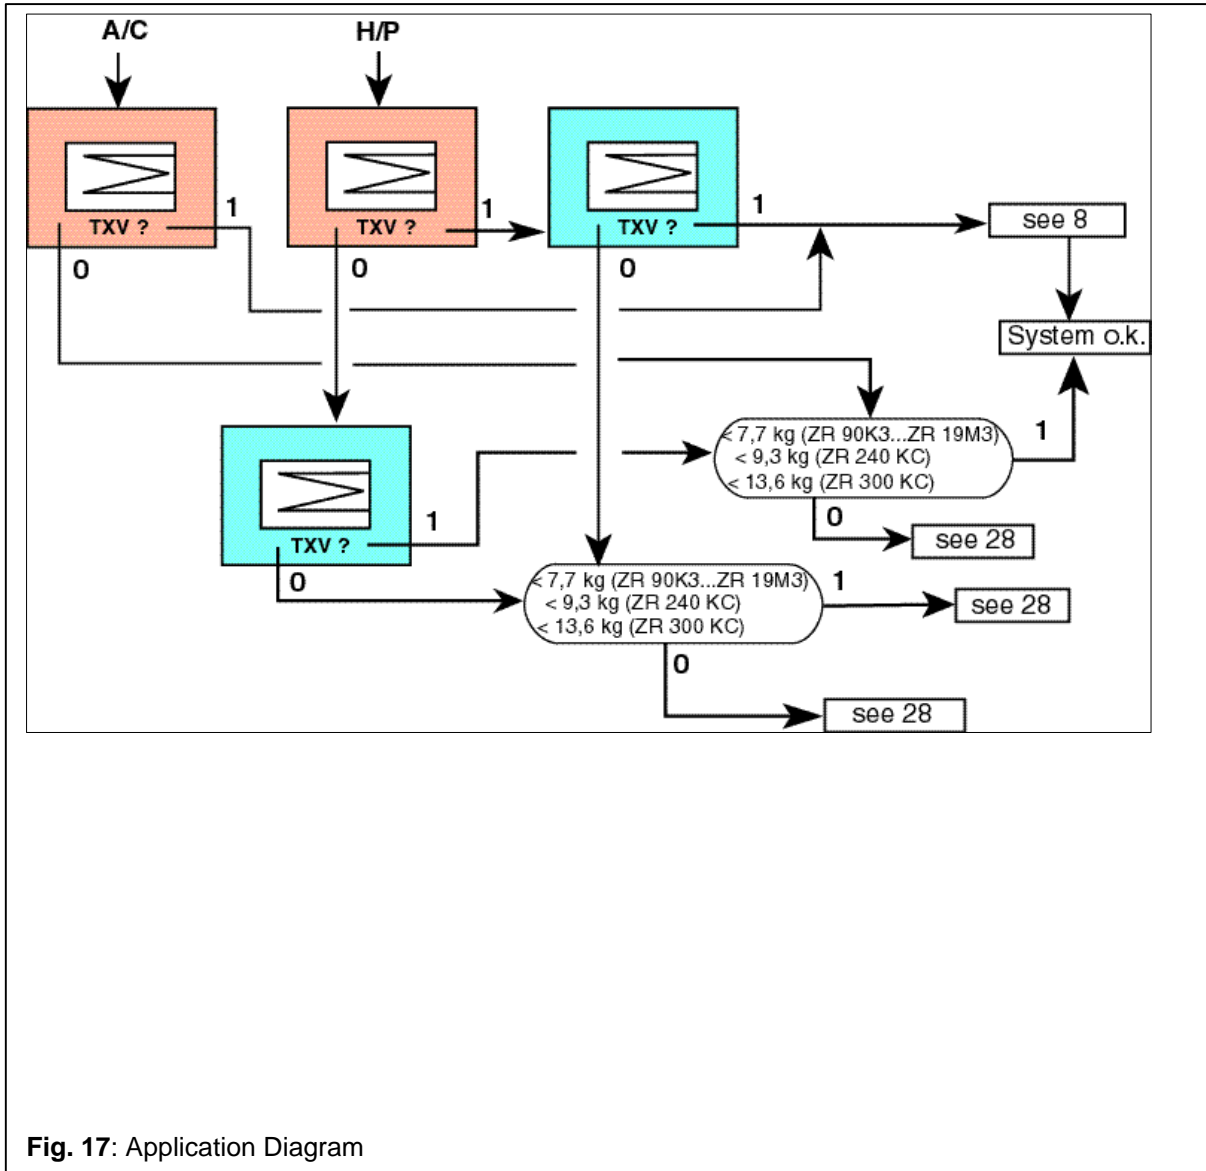 A/C H/P
TXV ? 1
TXV ? 1
TXV ? 1
0
0
0
see 8
System o.k.
< 7,7 kg (ZR 90K3...ZR 19M3)
< 9,3 kg (ZR 240 KC)
< 13,6 kg (ZR 300 KC)
1
0
see 28
TXV ? 1
0
< 7,7 kg (ZR 90K3...ZR 19M3)
< 9,3 kg (ZR 240 KC)
< 13,6 kg (ZR 300 KC)
1
see 28
0
see 28
Fig. 17: Application Diagram